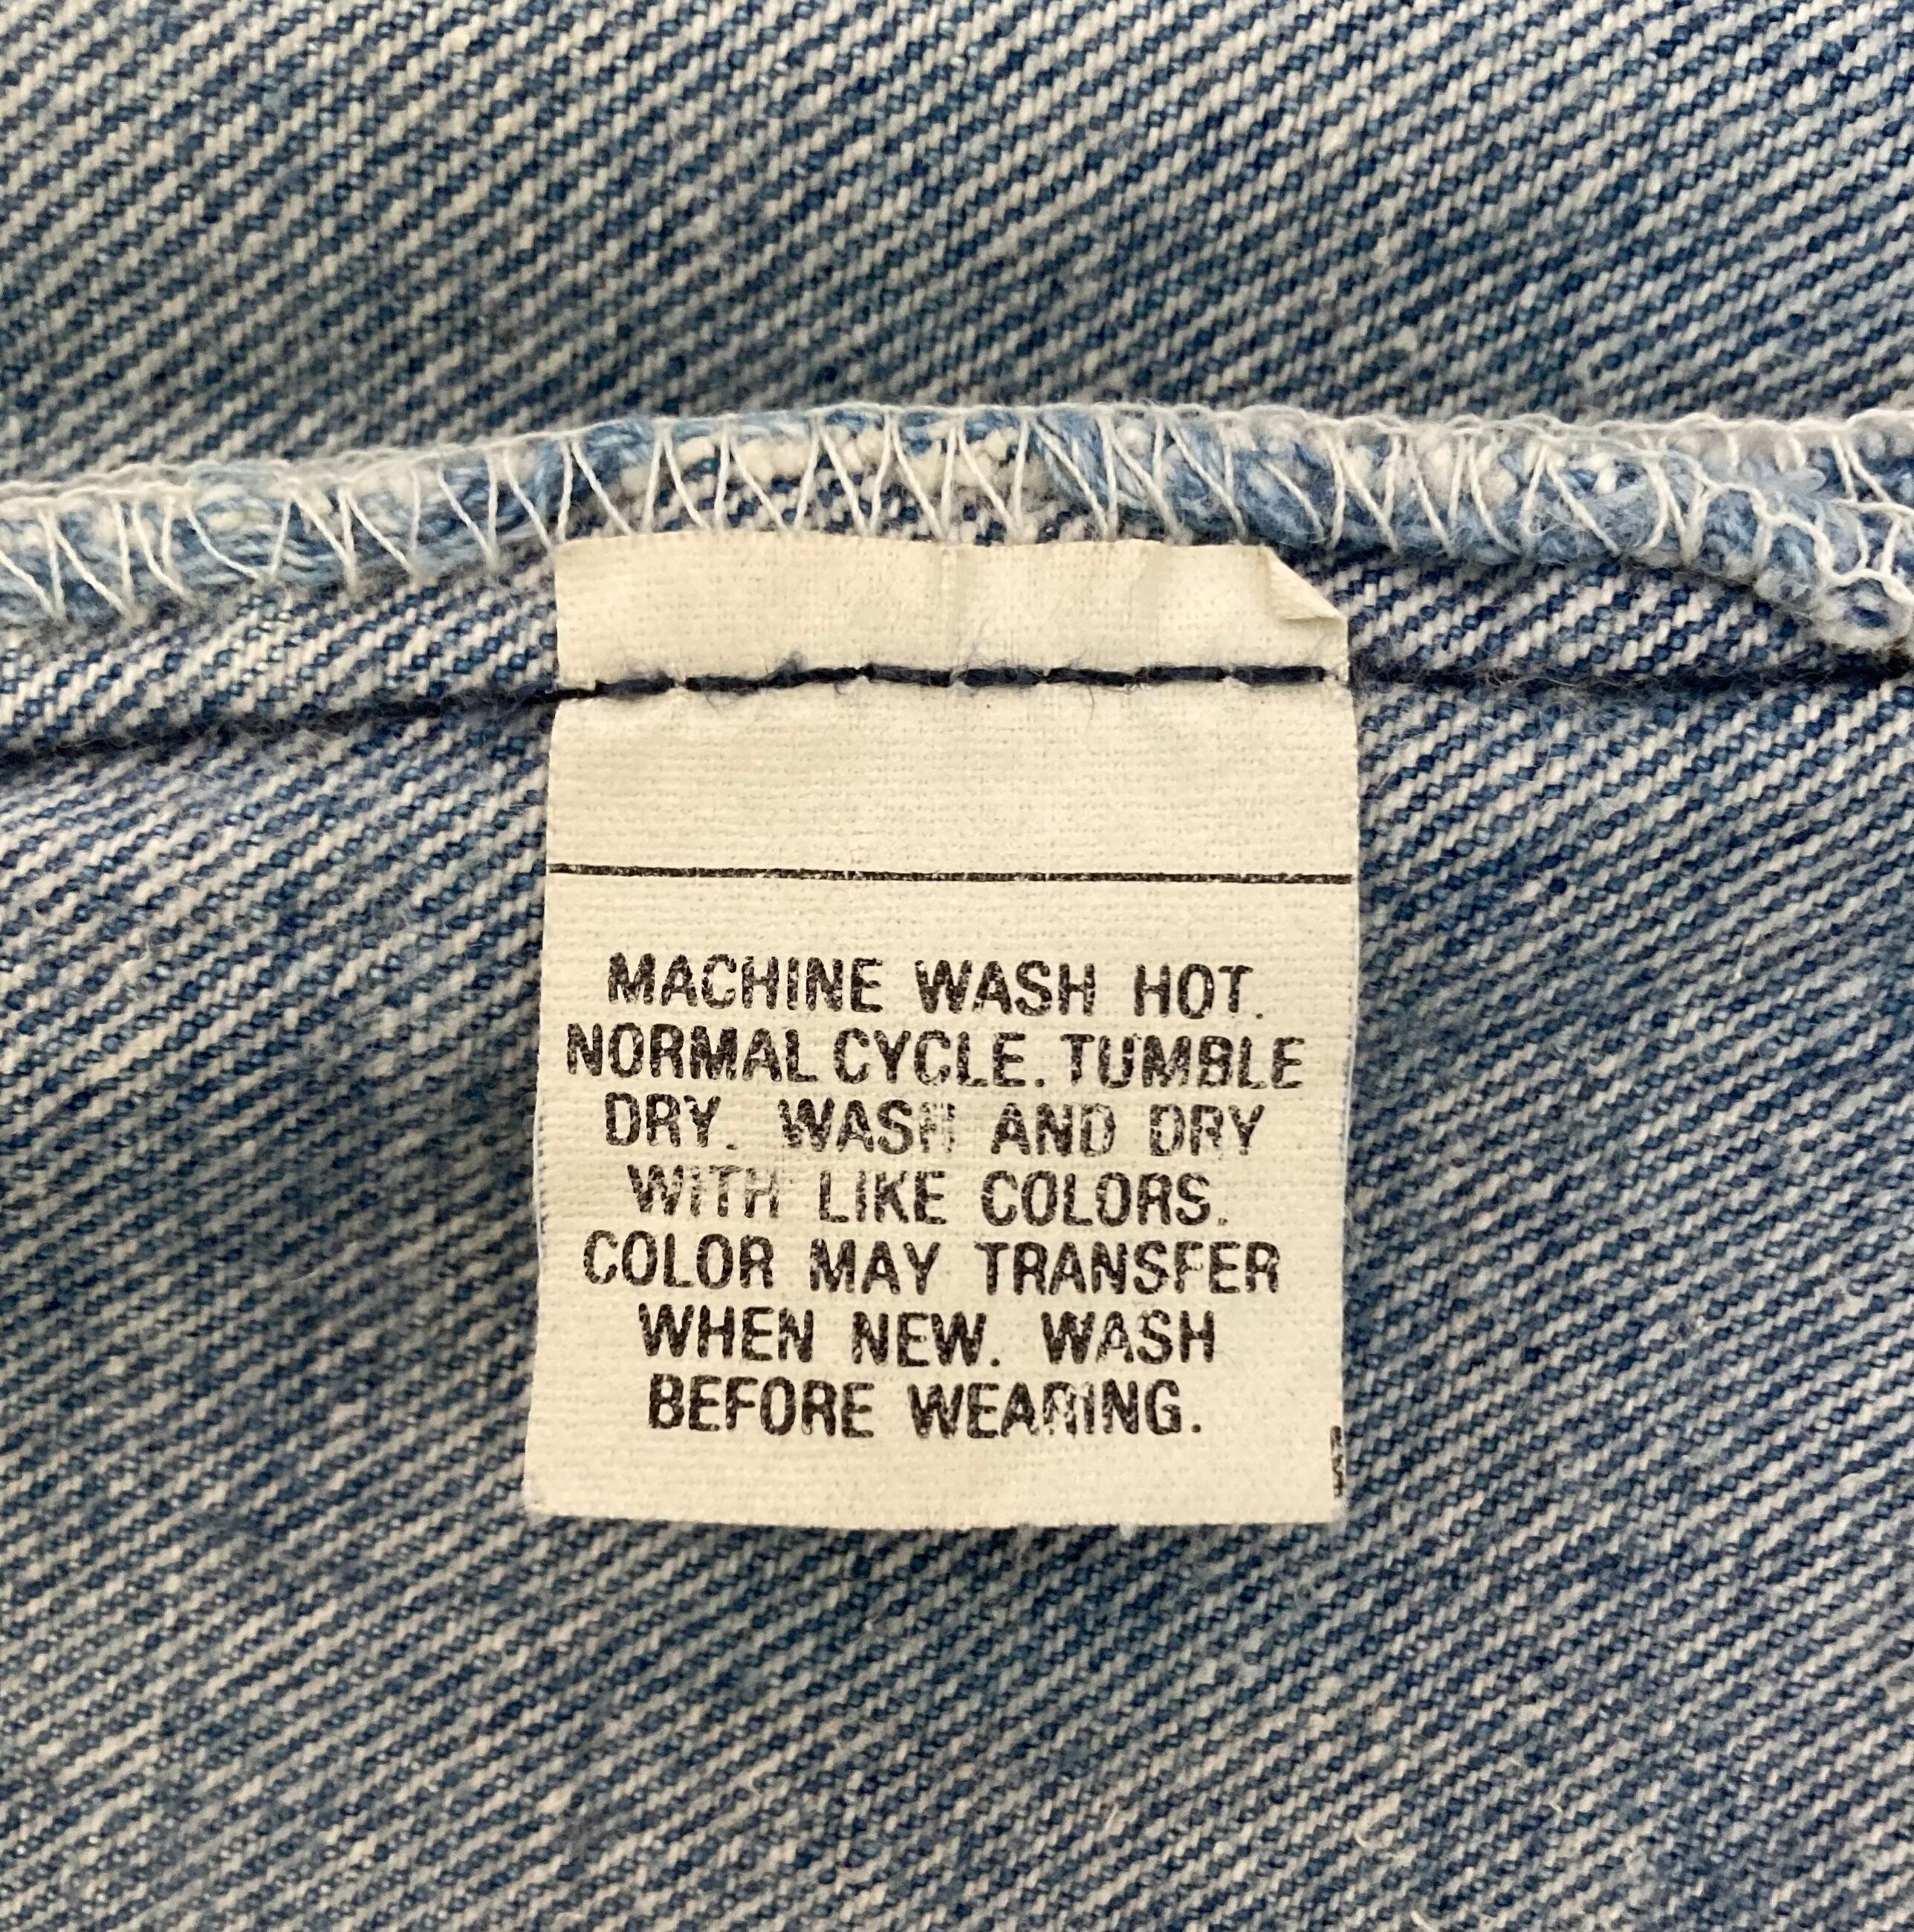 MACHINE WASH HOT.
NORMAL CYCLE. TUMBLE
DRY. WASH AND DRY
WITH LIKE COLORS.
COLOR MAY TRANSFER
WHEN NEW. WASH
BEFORE WEARING.